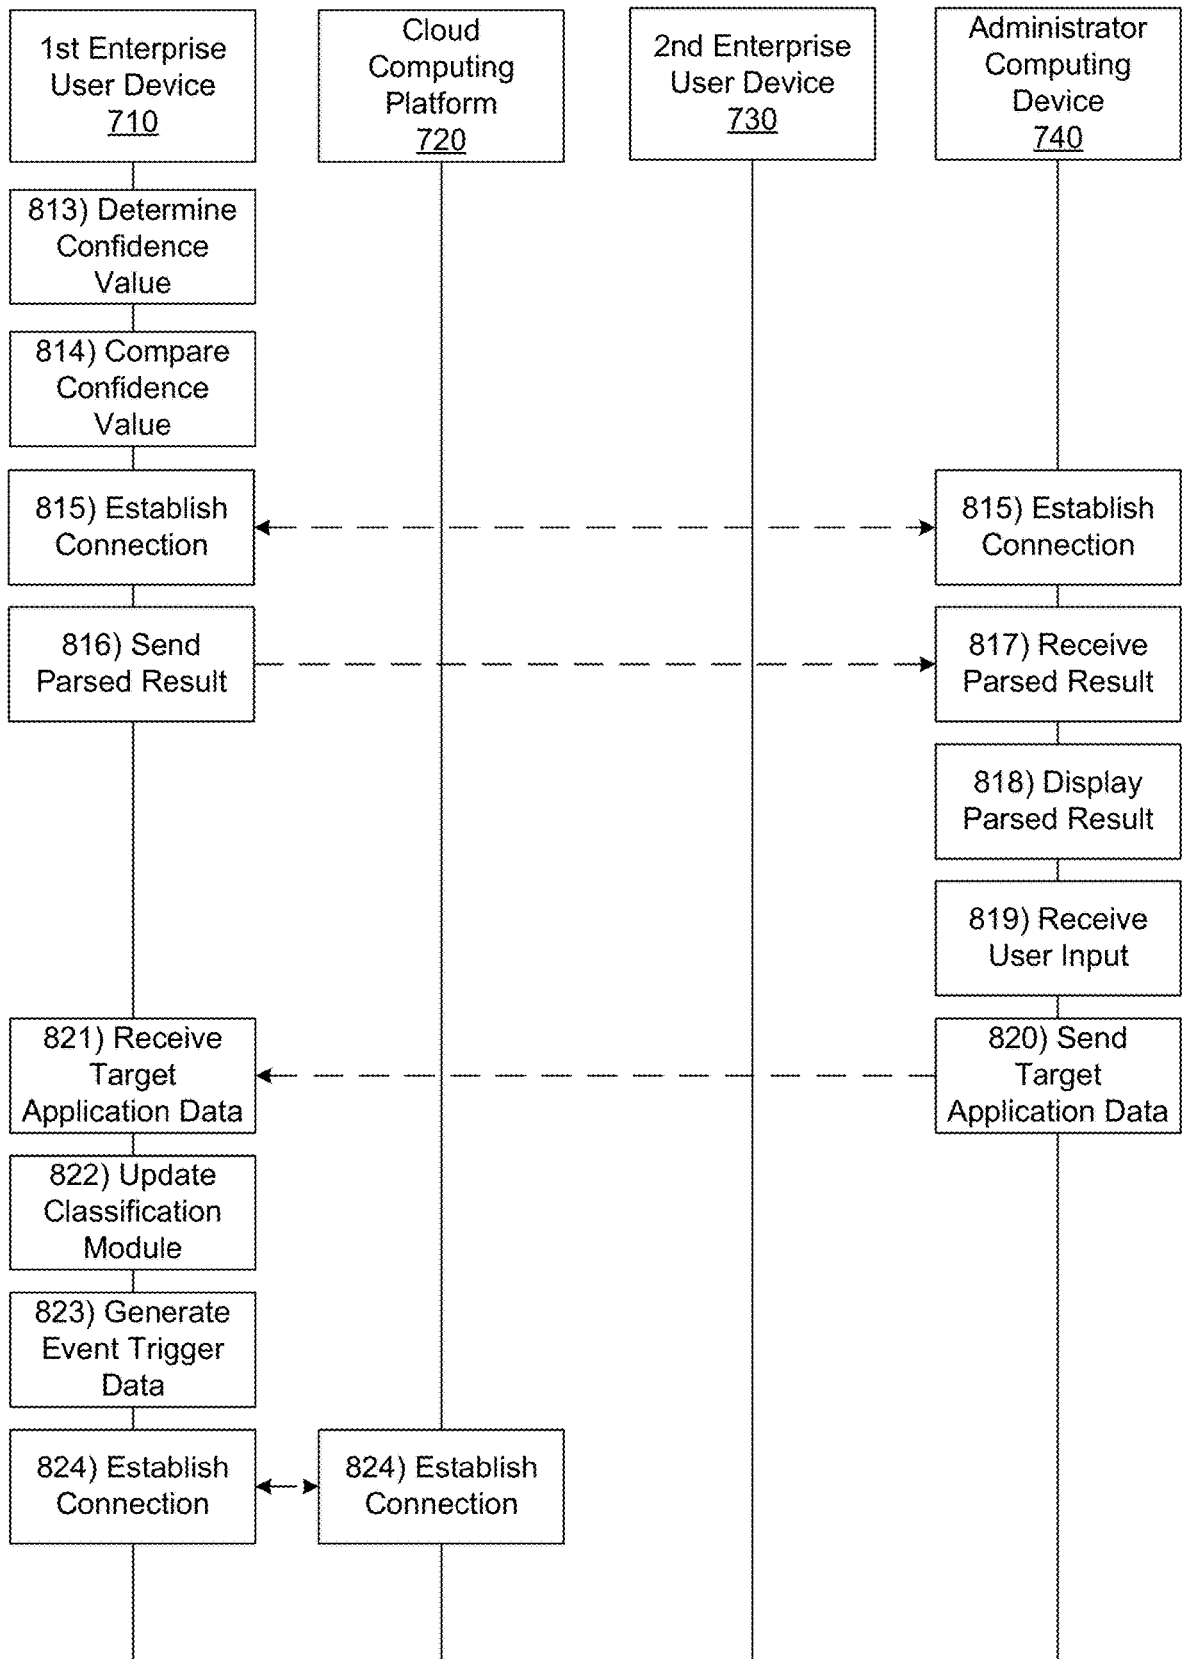 1st Enterprise
User Device
710
Cloud
Computing
Platform
720
2nd Enterprise
User Device
730
Administrator
Computing
Device
740
813) Determine
Confidence
Value
814) Compare
Confidence
Value
815) Establish
Connection
815) Establish
Connection
816) Send
Parsed Result
817) Receive
Parsed Result
818) Display
Parsed Result
819) Receive
User Input
821) Receive
Target
Application Data
820) Send
Target
Application Data
822) Update
Classification
Module
823) Generate
Event Trigger
Data
824) Establish
Connection
824) Establish
Connection